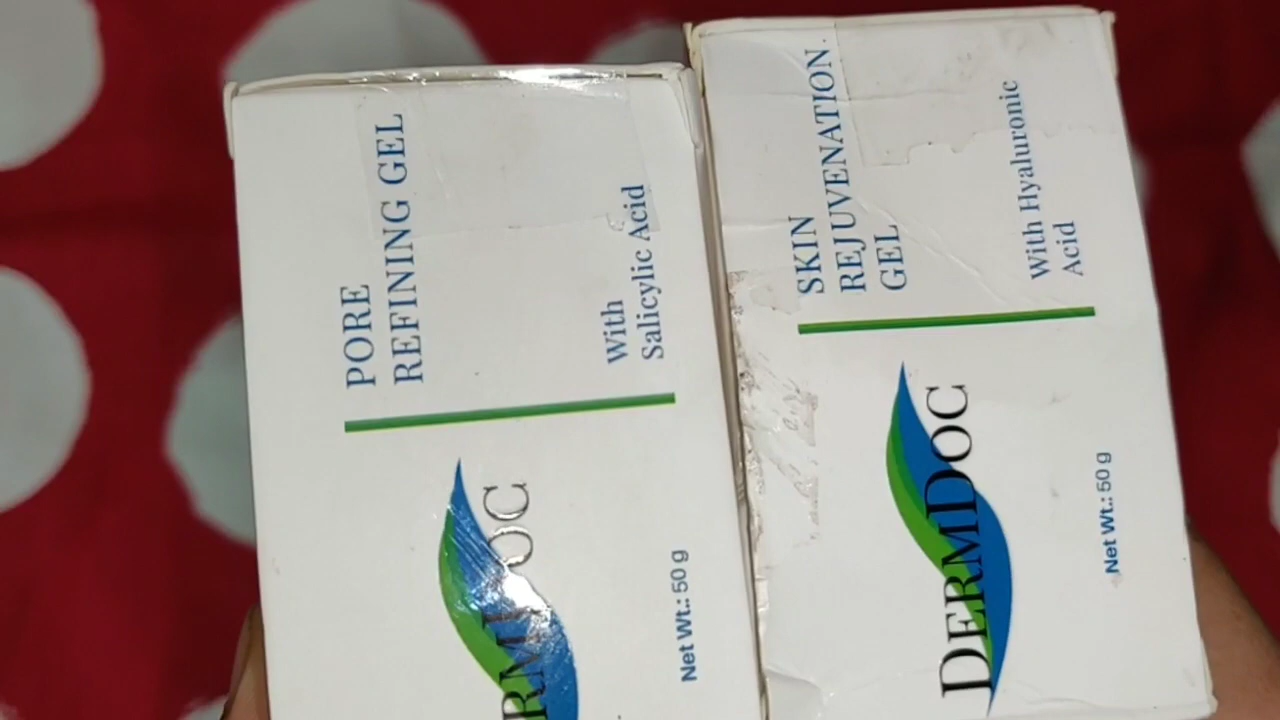 PORE
REFINING GEL
With
Salicylic Acid
Net Wt.: 50 g
SKIN
REJUVENATION
GEL
With Hyaluronic
Acid
DERMDOC
Net Wt.: 50 g